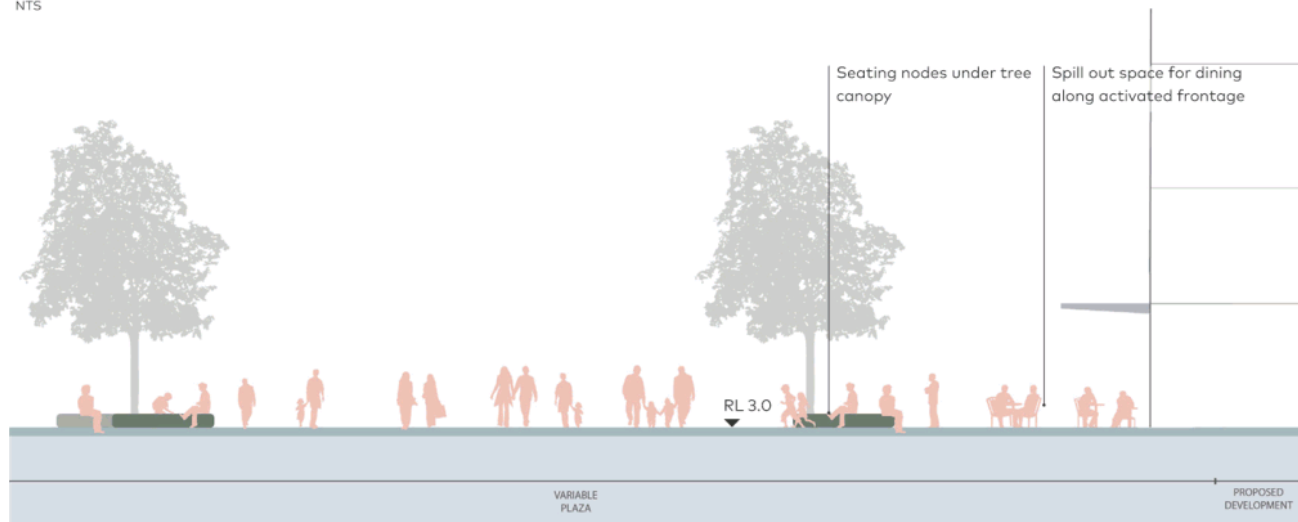 NTS
Seating nodes under tree
canopy
Spill out space for dining
along activated frontage
RL 3.0
VARIABLE
PLAZA
PROPOSED
DEVELOPMENT